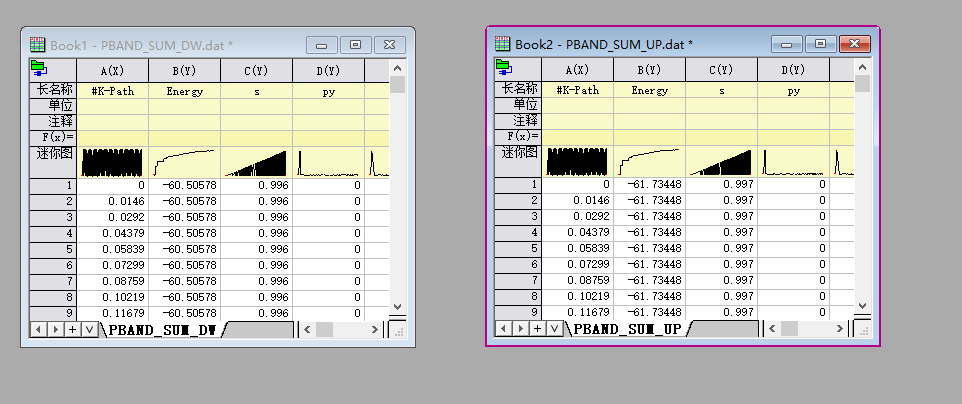 Book1 - PBAND_SUM_DW.dat *
A(X) B(Y) C(Y) D(Y)
长名称 #K-Path Energy s py
单位
注释
F(x)=
迷你图
1 0 -60.50578 0.996 0
2 0.0146 -60.50578 0.996 0
3 0.0292 -60.50578 0.996 0
4 0.04379 -60.50578 0.996 0
5 0.05839 -60.50578 0.996 0
6 0.07299 -60.50578 0.996 0
7 0.08759 -60.50578 0.996 0
8 0.10219 -60.50578 0.996 0
9 0.11679 -60.50578 0.996 0
PBAND_SUM_DW
Book2 - PBAND_SUM_UP.dat *
A(X) B(Y) C(Y) D(Y)
长名称 #K-Path Energy s py
单位
注释
F(x)=
迷你图
1 0 -61.73448 0.997 0
2 0.0146 -61.73448 0.997 0
3 0.0292 -61.73448 0.997 0
4 0.04379 -61.73448 0.997 0
5 0.05839 -61.73448 0.997 0
6 0.07299 -61.73448 0.997 0
7 0.08759 -61.73448 0.997 0
8 0.10219 -61.73448 0.997 0
9 0.11679 -61.73448 0.997 0
PBAND_SUM_UP